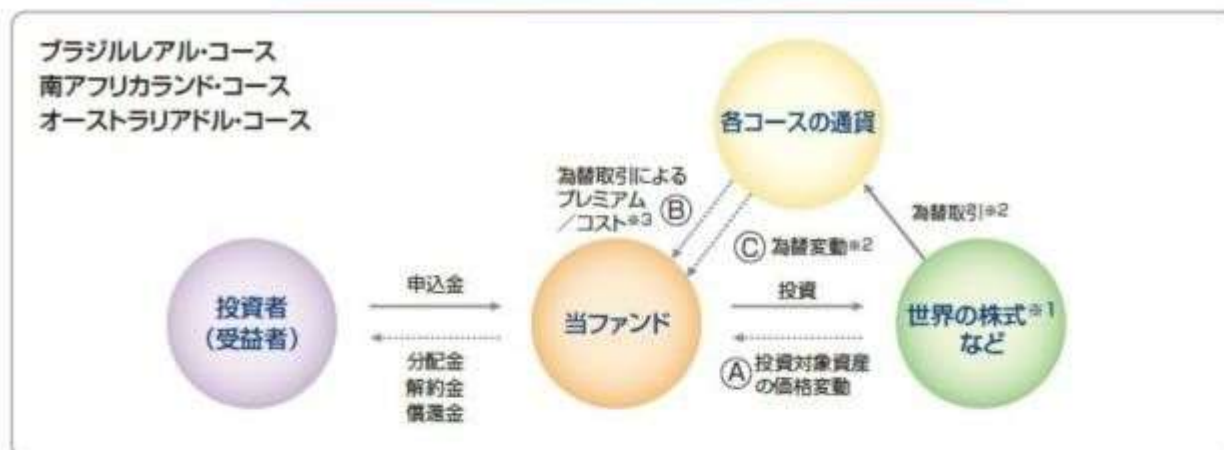 ブラジルレアル・コース
南アフリカランド・コース
オーストラリアドル・コース
各コースの通貨
為替取引による
プレミアム
／コスト※3
Ⓑ
為替取引※2
Ⓒ 為替変動※2
投資者
（受益者）
申込金
分配金
解約金
償還金
当ファンド
投資
Ⓐ
投資対象資産
の価格変動
世界の株式※1
など